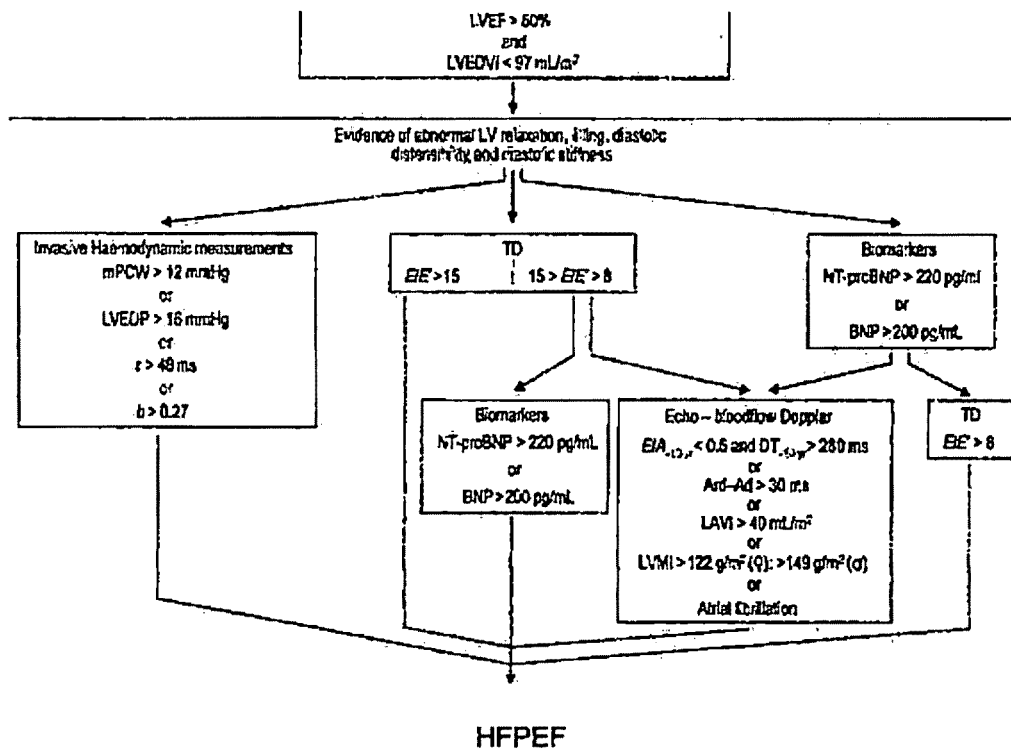 LVEF > 50%
and
LVEDVI < 97 mL/m²
Evidence of abnormal LV relaxation, filling, diastolic
distensibility and diastolic stiffness
Invasive Haemodynamic measurements
mPCW > 12 mmHg
or
LVEDP > 16 mmHg
or
τ > 48 ms
or
b > 0.27
TD
E/E' > 15
15 > E/E' > 8
Biomarkers
NT-proBNP > 220 pg/ml
or
BNP > 200 pg/mL
Biomarkers
NT-proBNP > 220 pg/mL
or
BNP > 200 pg/mL
Echo – bloodflow Doppler
E/A < 0.5 and DT > 280 ms
or
Ard–Ad > 30 ms
or
LAVI > 40 mL/m²
or
LVMI > 122 g/m² (♀); > 149 g/m² (♂)
or
Atrial fibrillation
TD
E/E' > 8
HFPEF